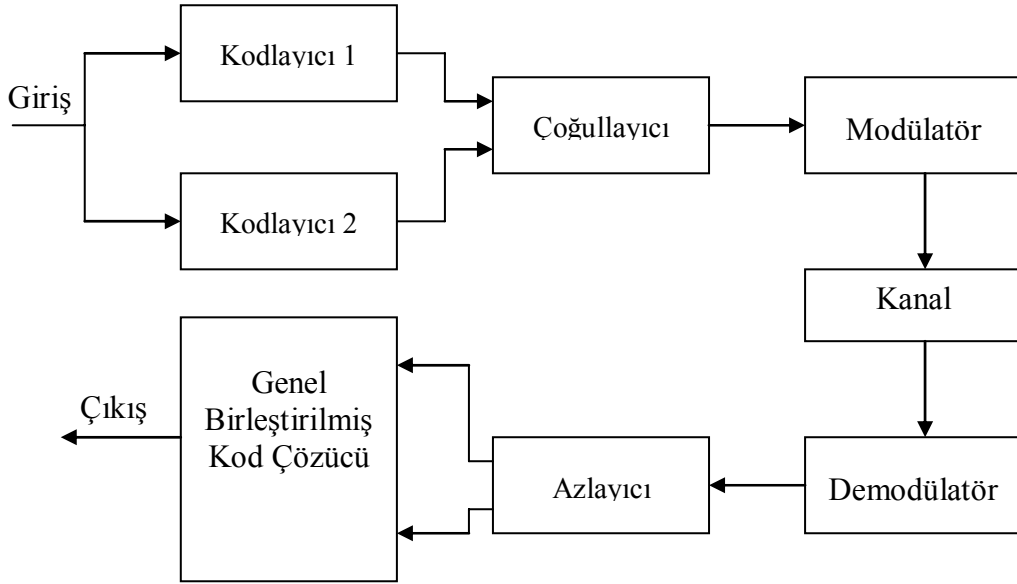 Kodlayıcı 1
Giriş
Çoğullayıcı
Modülatör
Kodlayıcı 2
Kanal
Genel
Birleştirilmiş
Kod Çözücü
Çıkış
Azlayıcı
Demodülatör